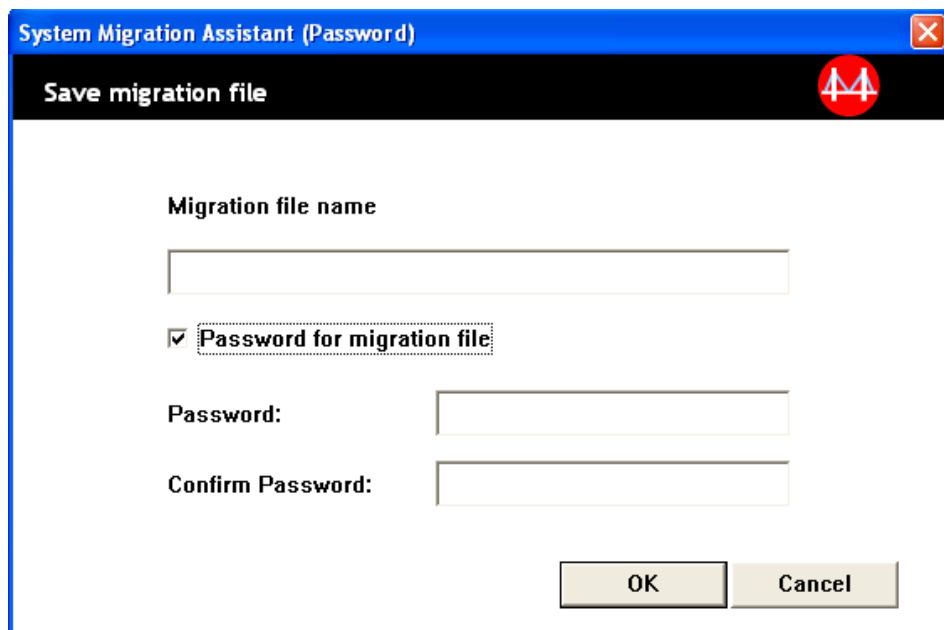 System Migration Assistant (Password)
Save migration file
Migration file name
Password for migration file
Password:
Confirm Password:
OK Cancel